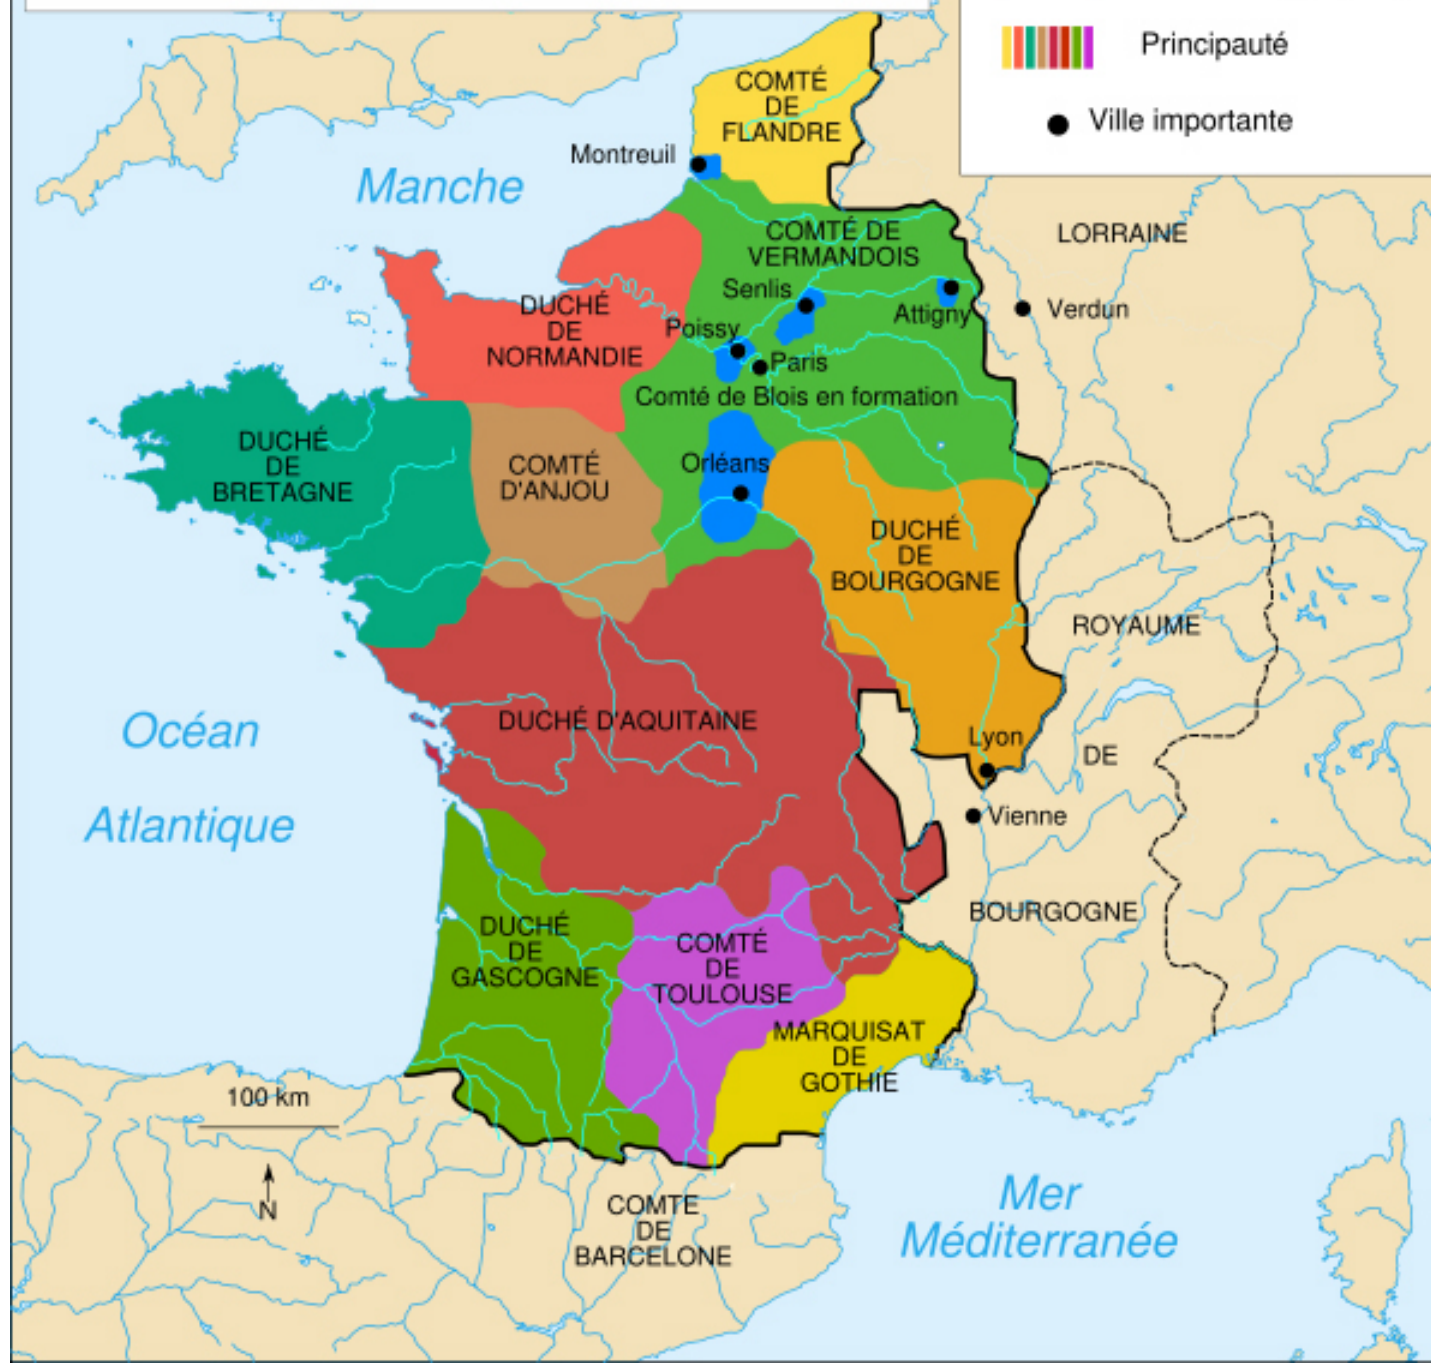 Principauté
Ville importante
COMTÉ
DE
FLANDRE
Montreuil
Manche
COMTÉ DE
VERMANDOIS
LORRAINE
Senlis
Attigny
Verdun
DUCHÉ
DE
NORMANDIE
Poissy
Paris
Comté de Blois en formation
DUCHÉ
DE
BRETAGNE
COMTÉ
D'ANJOU
Orléans
DUCHÉ
DE
BOURGOGNE
ROYAUME
Océan
Atlantique
DUCHÉ D'AQUITAINE
Lyon
DE
Vienne
BOURGOGNE
DUCHÉ
DE
GASCOGNE
COMTÉ
DE
TOULOUSE
MARQUISAT
DE
GOTHIE
100 km
N
COMTE
DE
BARCELONE
Mer
Méditerranée